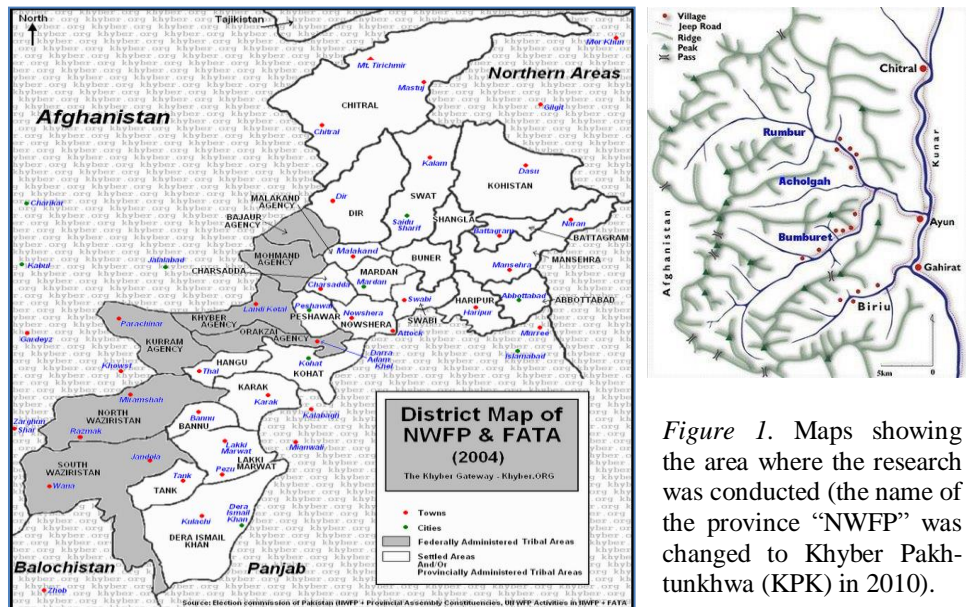 North
Tajikistan
Mor Khun
Mt. Tirichmir
Mastuj
Northern Areas
CHITRAL
Gilgit
Afghanistan
Chitral
Kalam
Dasu
KOHISTAN
Charikar
MALAKAND
AGENCY
Dir
SWAT
DIR
Saidu
Sharif
SHANGLA
Naran
BAJAUR
AGENCY
Battagram
BATTAGRAM
Kabul
Jalalabad
MOHMAND
AGENCY
Malakand
BUNER
MANSEHRA
Mansehra
CHARSADDA
MARDAN
Charsadda
Mardan
Swabi
HARIPUR
Abbottabad
ABBOTTABAD
Landi Kotal
Peshawar
PESHAWAR
Nowshera
NOWSHERA
SWABI
Haripur
Parachinar
KHYBER
AGENCY
ORAKZAI
AGENCY
Attock
Murree
Gardeyz
KURRAM
AGENCY
Darra
Adam
Khel
Islamabad
Khowst
HANGU
Kohat
KOHAT
Thal
KARAK
Miramshah
Karak
Kalabagh
NORTH
WAZIRISTAN
Bannu
BANNU
Zarghun
Shar
Razmak
Lakki
Marwat
Mianwali
LAKKI
MARWAT
SOUTH
WAZIRISTAN
Jandola
Pezu
Wana
Tank
TANK
Kulachi
Dera
Ismail
Khan
DERA ISMAIL
KHAN
Balochistan
Panjab
Zhob
District Map of
NWFP & FATA
(2004)
The Khyber Gateway - Khyber.ORG
Towns
Cities
Federally Administered Tribal Areas
Settled Areas
And/Or
Provincially Administered Tribal Areas
khyber.org
Village
Jeep Road
Ridge
Peak
Pass
Chitral
Rumbur
Kunar
Acholgah
Afghanistan
Ayun
Bumburet
Gahirat
Biriu
5km
0
Figure 1. Maps showing
the area where the research
was conducted (the name of
the province “NWFP” was
changed to Khyber Pakh-
tunkhwa (KPK) in 2010).